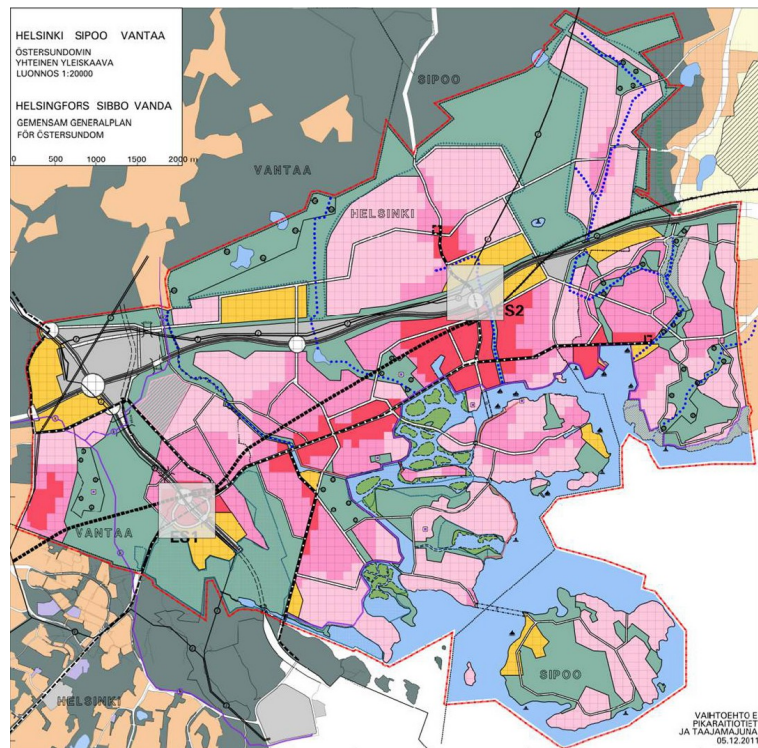 HELSINKI SIPOO VANTAA
ÖSTERSUNDOMIN
YHTEINEN YLEISKAAVA
LUONNOS 1:20000
HELSINGFORS SIBBO VANDA
GEMENSAM GENERALPLAN
FÖR ÖSTERSUNDOM
0 500 1000 1500 2000 m
SIPOO
VANTAA
HELSINKI
ES2
ES1
VANTAA
SIPOO
HELSINKI
VAIHTOEHTO E
PIKARAITIOTIET
JA TAAJAMAJUNA
05.12.2011